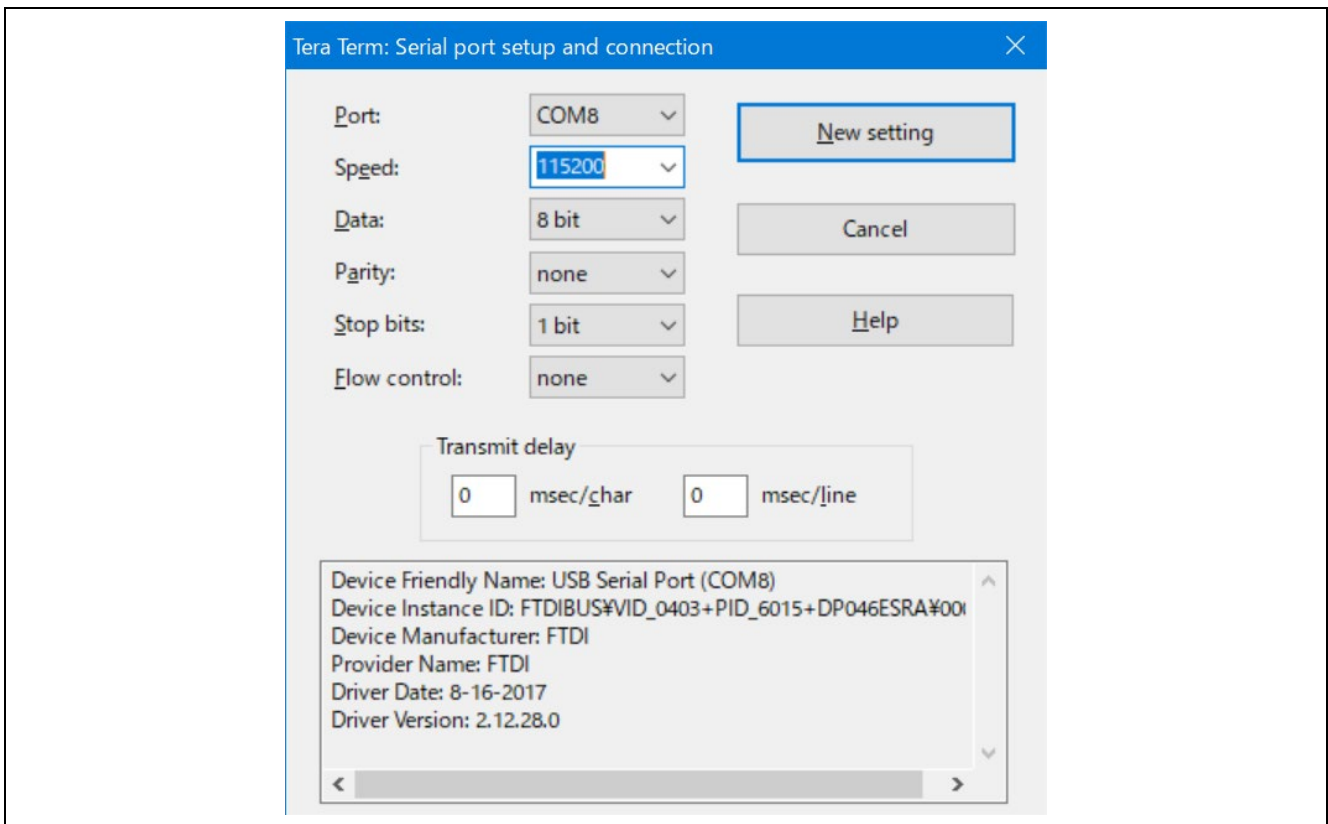 Tera Term: Serial port setup and connection
Port: COM8 New setting
Speed: 115200
Data: 8 bit Cancel
Parity: none
Stop bits: 1 bit Help
Flow control: none
Transmit delay
0 msec/char 0 msec/line
Device Friendly Name: USB Serial Port (COM8)
Device Instance ID: FTDIBUS¥VID_0403+PID_6015+DP046ESRA¥00
Device Manufacturer: FTDI
Provider Name: FTDI
Driver Date: 8-16-2017
Driver Version: 2.12.28.0